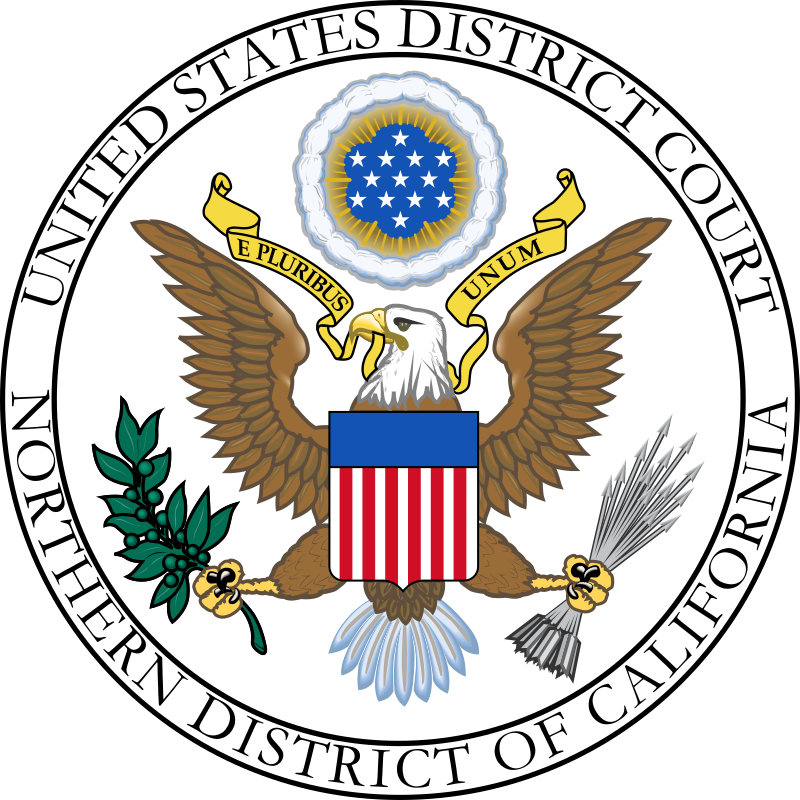 UNITED STATES DISTRICT COURT
E PLURIBUS UNUM
NORTHERN DISTRICT OF CALIFORNIA